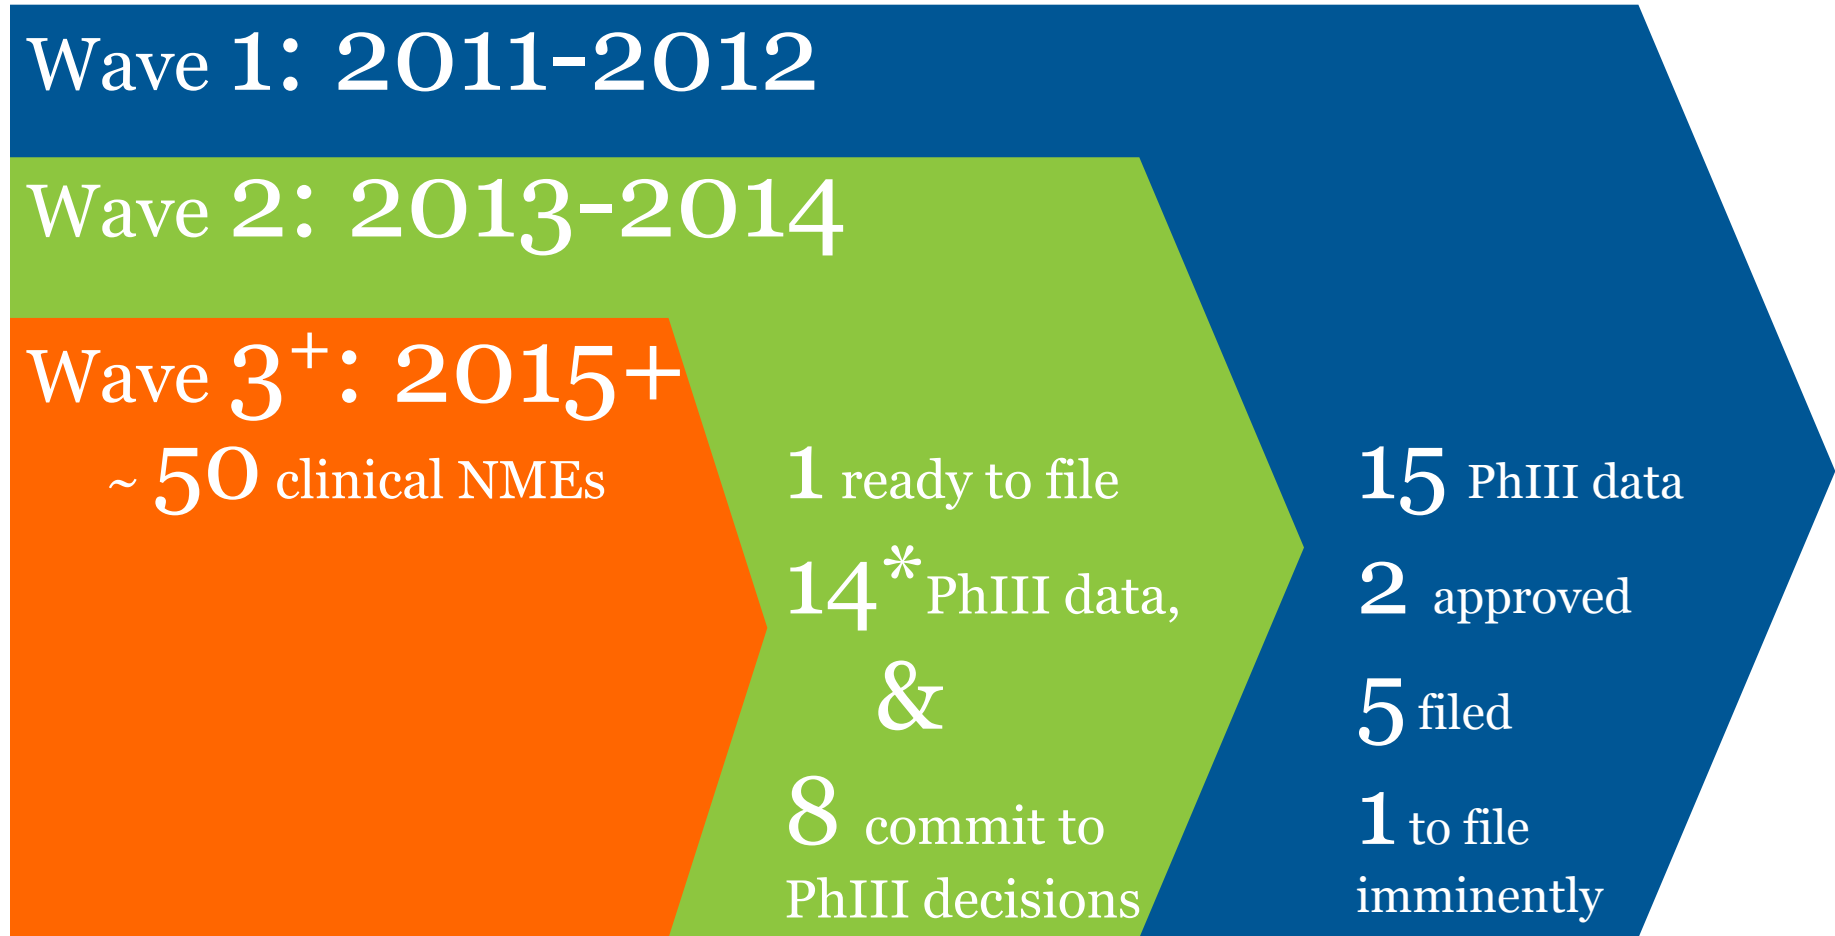 Wave 1: 2011-2012
Wave 2: 2013-2014
Wave 3+: 2015+
~ 50 clinical NMEs
1 ready to file
14* PhIII data,
&
8 commit to
PhIII decisions
15 PhIII data
2 approved
5 filed
1 to file
imminently